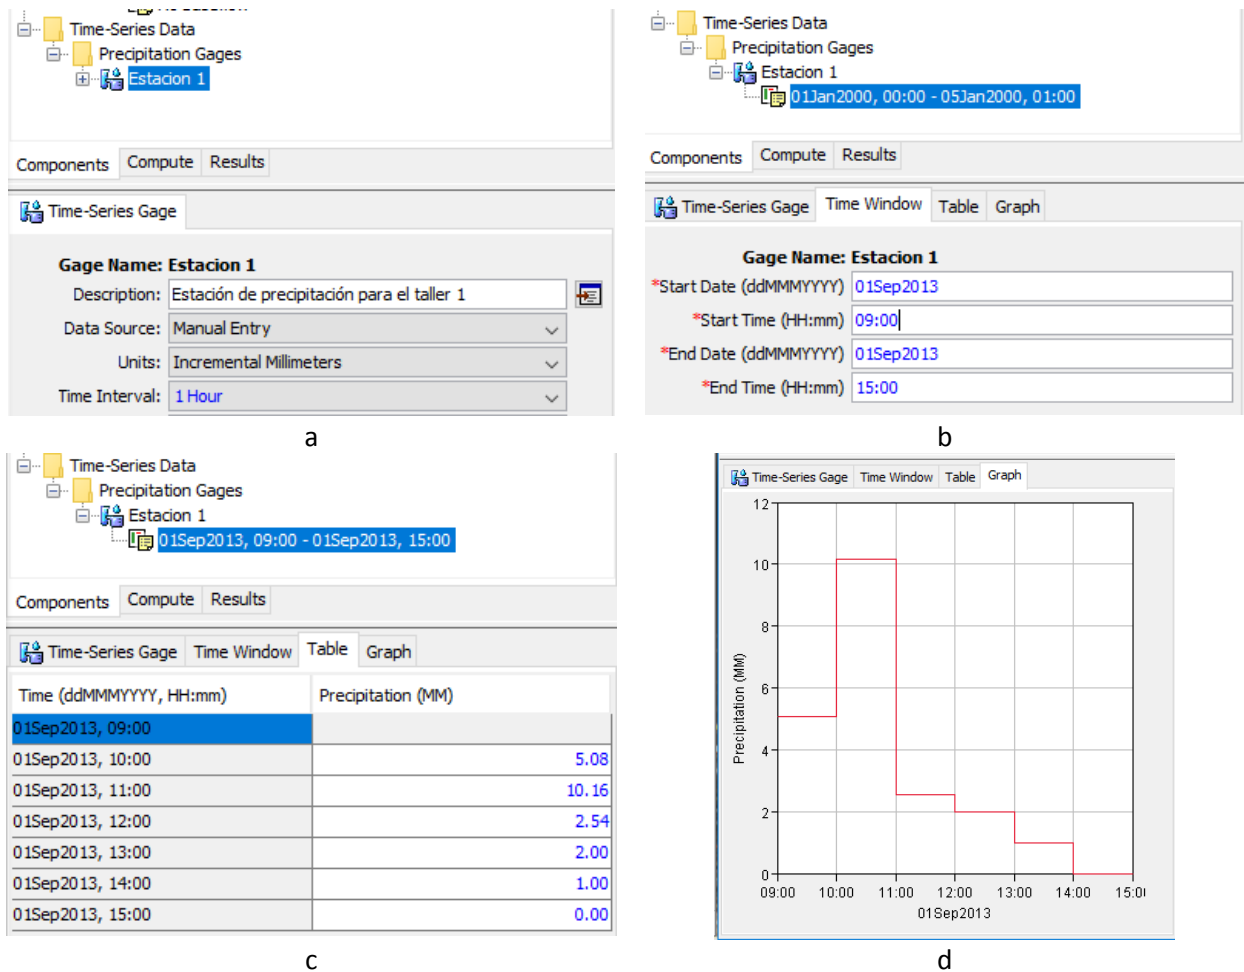 Time-Series Data
Precipitation Gages
Estacion 1
Components Compute Results
Time-Series Gage
Gage Name: Estacion 1
Description: Estación de precipitación para el taller 1
Data Source: Manual Entry
Units: Incremental Millimeters
Time Interval: 1 Hour
a
Time-Series Data
Precipitation Gages
Estacion 1
01Jan2000, 00:00 - 05Jan2000, 01:00
Components Compute Results
Time-Series Gage Time Window Table Graph
Gage Name: Estacion 1
*Start Date (ddMMMYYYY) 01Sep2013
*Start Time (HH:mm) 09:00
*End Date (ddMMMYYYY) 01Sep2013
*End Time (HH:mm) 15:00
b
Time-Series Data
Precipitation Gages
Estacion 1
01Sep2013, 09:00 - 01Sep2013, 15:00
Components Compute Results
Time-Series Gage Time Window Table Graph
Time (ddMMMYYYY, HH:mm) Precipitation (MM)
01Sep2013, 09:00
01Sep2013, 10:00 5.08
01Sep2013, 11:00 10.16
01Sep2013, 12:00 2.54
01Sep2013, 13:00 2.00
01Sep2013, 14:00 1.00
01Sep2013, 15:00 0.00
c
Time-Series Gage Time Window Table Graph
Precipitation (MM)
12
10
8
6
4
2
0
09:00 10:00 11:00 12:00 13:00 14:00 15:0
01Sep2013
d